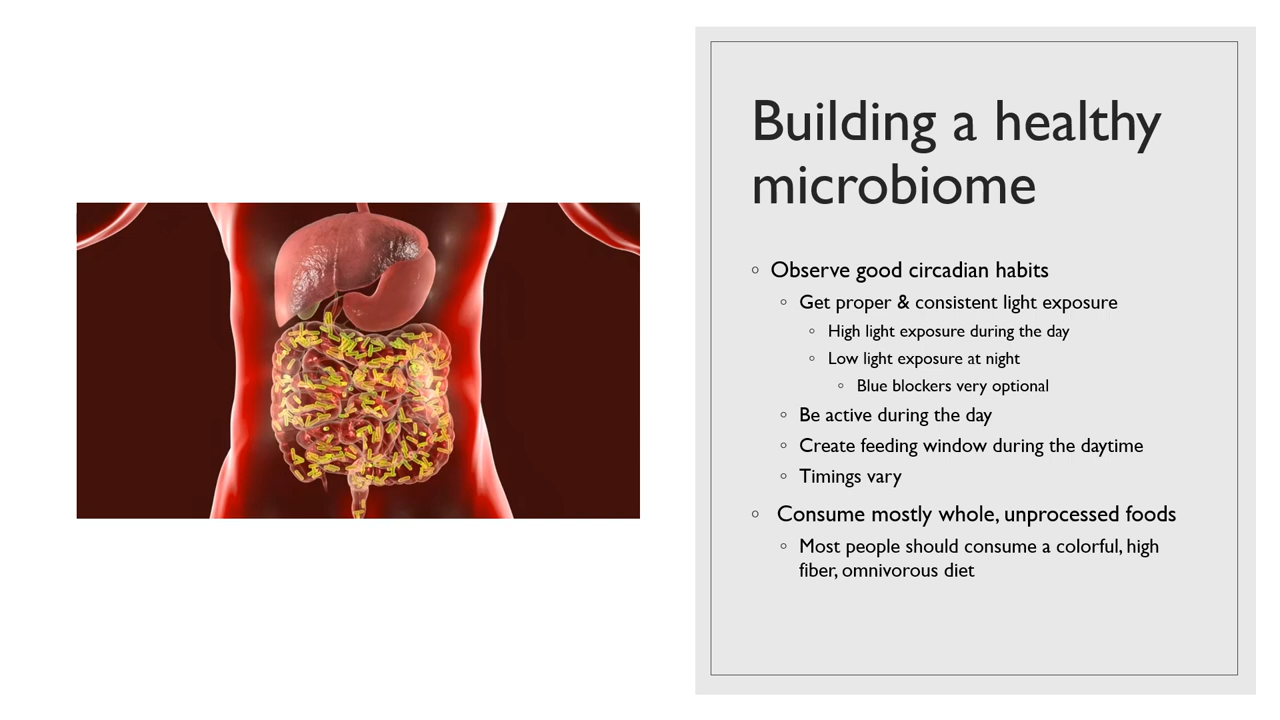 Building a healthy
microbiome
◦ Observe good circadian habits
◦ Get proper & consistent light exposure
◦ High light exposure during the day
◦ Low light exposure at night
◦ Blue blockers very optional
◦ Be active during the day
◦ Create feeding window during the daytime
◦ Timings vary
◦ Consume mostly whole, unprocessed foods
◦ Most people should consume a colorful, high
fiber, omnivorous diet